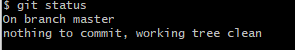 $ git status
On branch master
nothing to commit, working tree clean